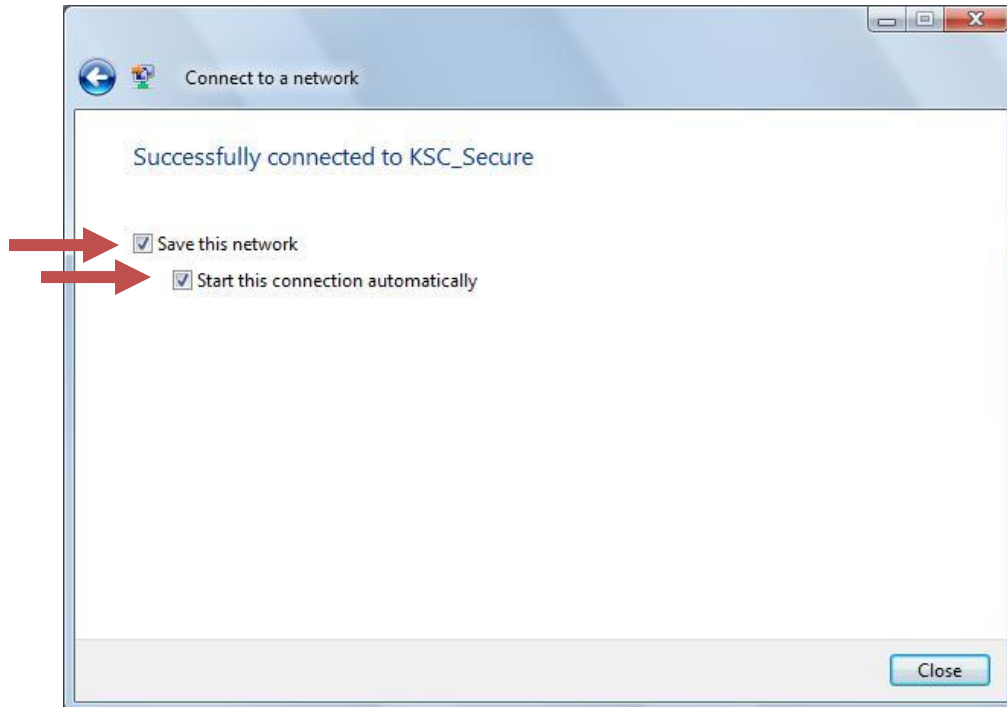 Connect to a network
Successfully connected to KSC_Secure
Save this network
Start this connection automatically
Close